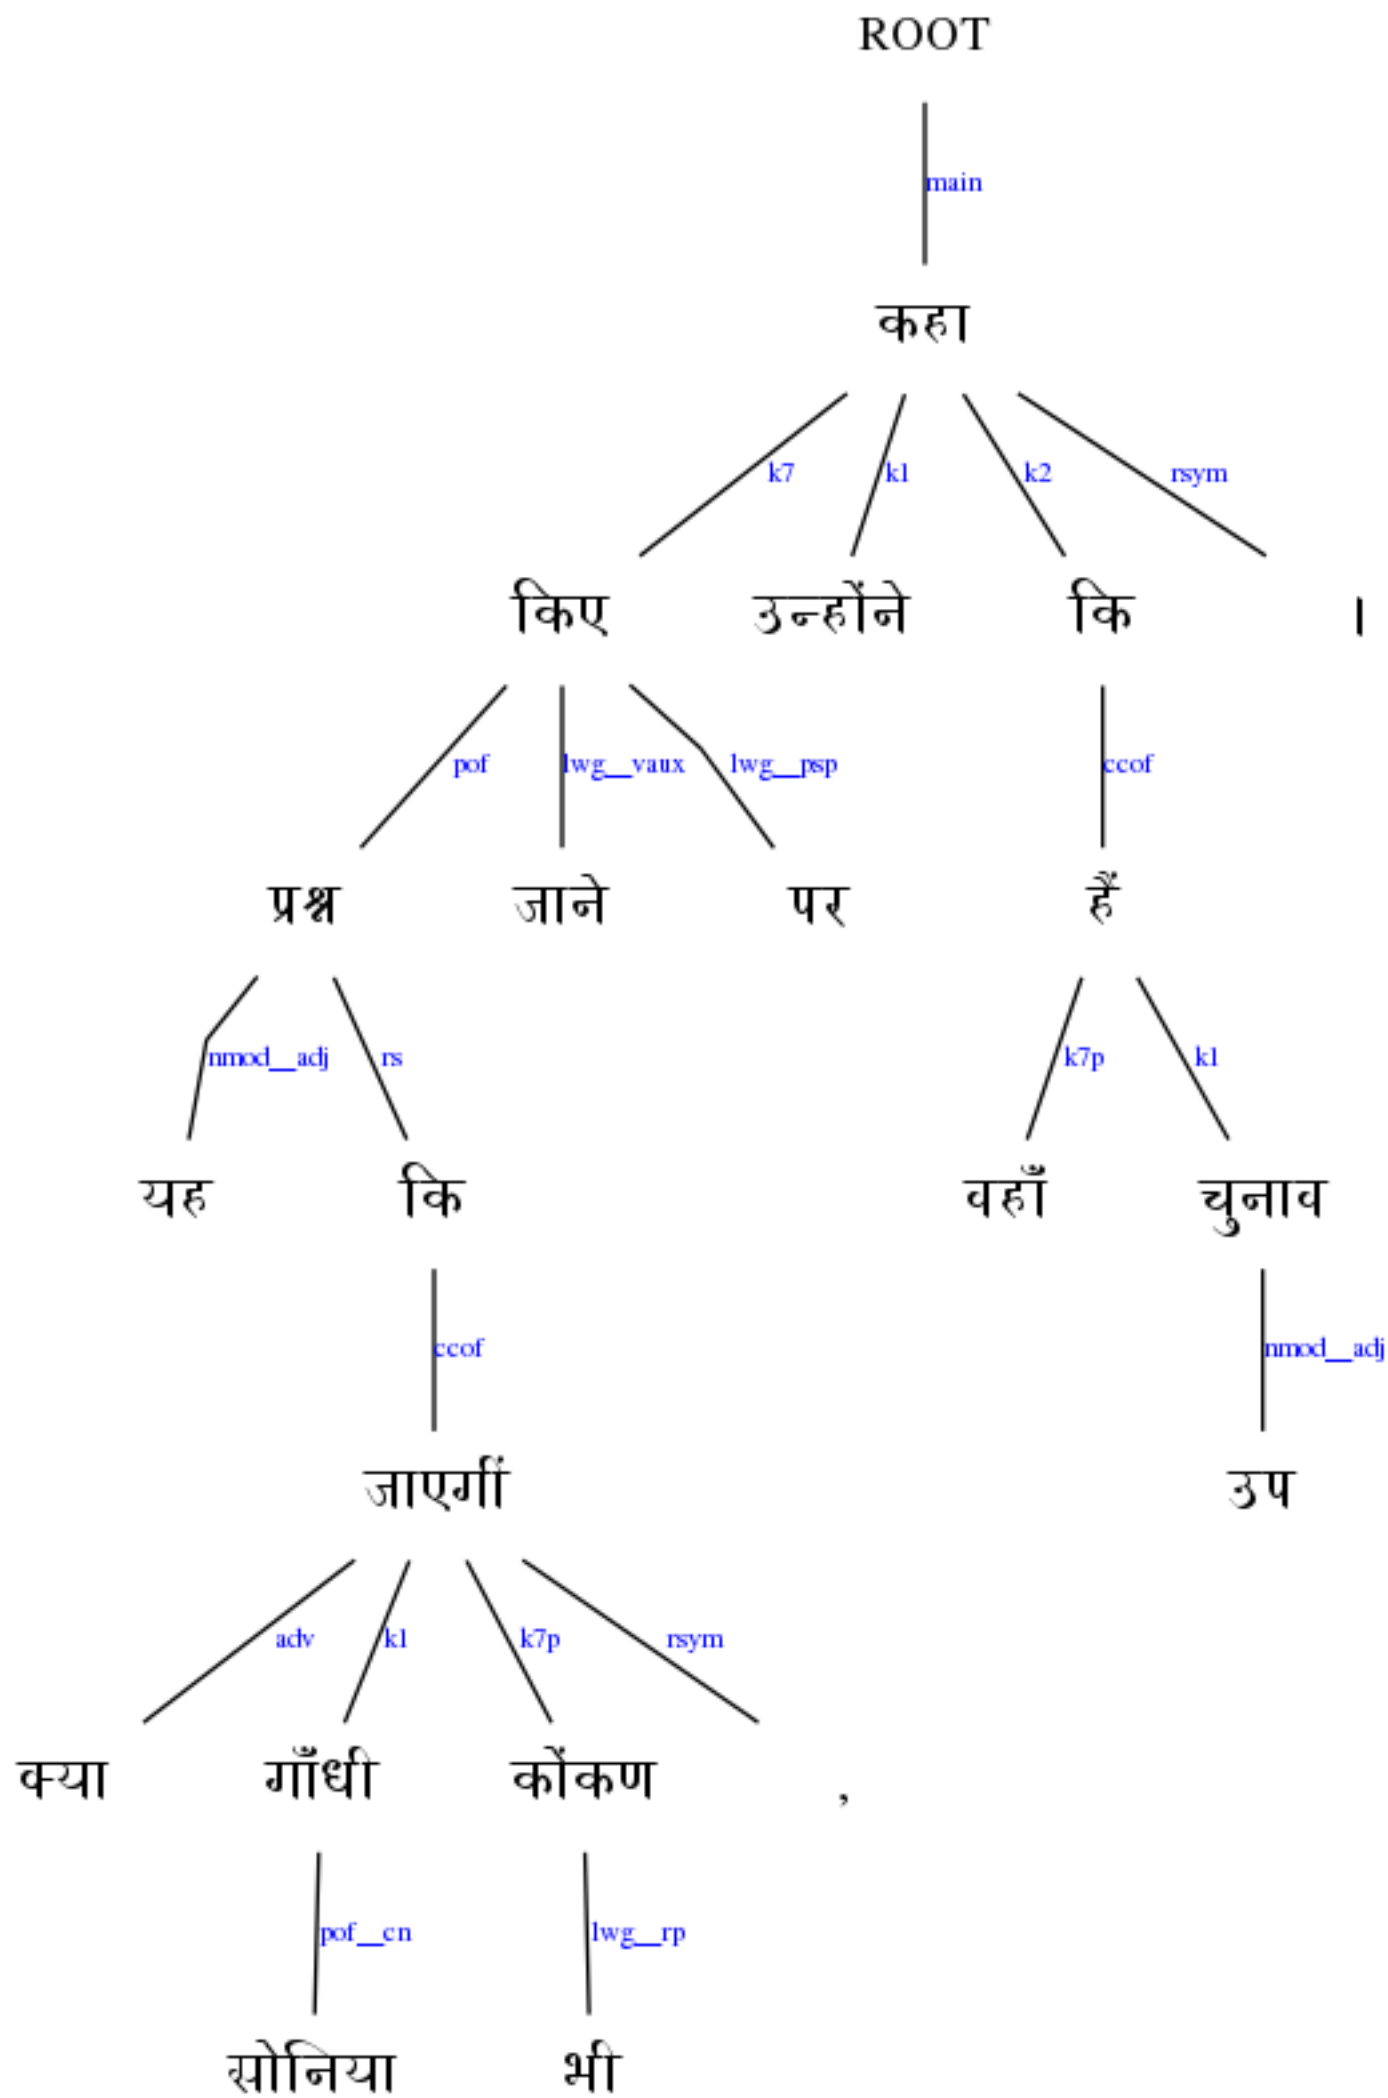 ROOT
main
कहा
k7 k1 k2 rsym
किए उन्होंने कि ।
pof lwg__vaux lwg__psp ccof
प्रश्न जाने पर हैं
nmod__adj rs k7p k1
यह कि वहाँ चुनाव
ccof nmod__adj
जाएगीं उप
adv k1 k7p rsym
क्या गाँधी कोंकण ,
pof__cn lwg__rp
सोनिया भी